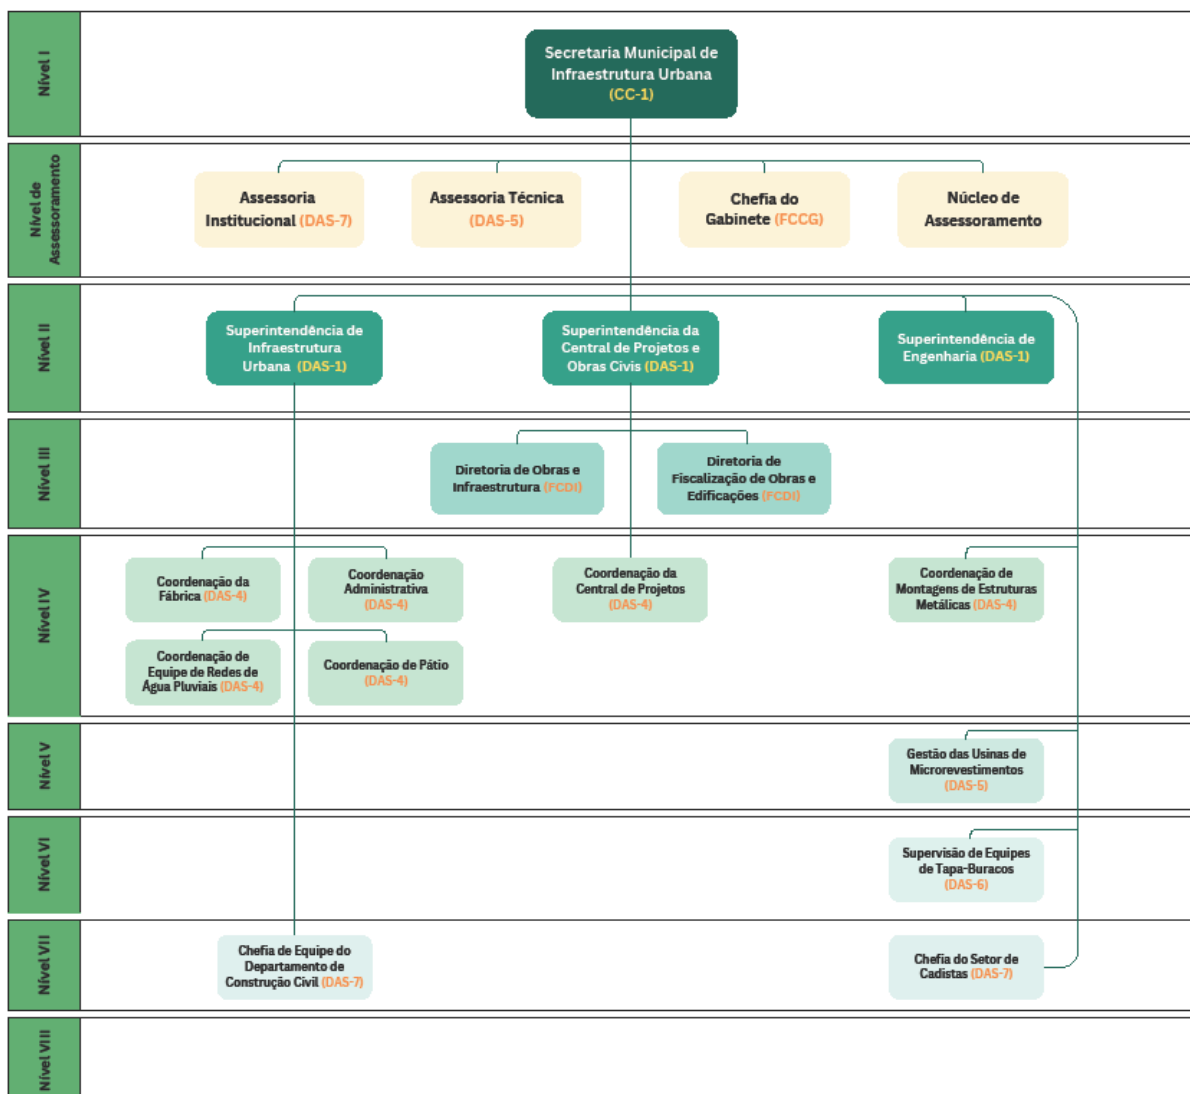 Nível I
Secretaria Municipal de
Infraestrutura Urbana
(CC-1)
Nível de
Assessoramento
Assessoria
Institucional (DAS-7)
Assessoria Técnica
(DAS-5)
Chefia do
Gabinete (FCCG)
Núcleo de
Assessoramento
Nível II
Superintendência de
Infraestrutura
Urbana (DAS-1)
Superintendência da
Central de Projetos e
Obras Civis (DAS-1)
Superintendência de
Engenharia (DAS-1)
Nível III
Diretoria de Obras e
Infraestrutura (FCDI)
Diretoria de
Fiscalização de Obras e
Edificações (FCDI)
Nível IV
Coordenação da
Fábrica (DAS-4)
Coordenação
Administrativa
(DAS-4)
Coordenação da
Central de Projetos
(DAS-4)
Coordenação de
Montagens de Estruturas
Metálicas (DAS-4)
Coordenação de
Equipe de Redes de
Água Pluviais (DAS-4)
Coordenação de Pátio
(DAS-4)
Nível V
Gestão das Usinas de
Microrevestimentos
(DAS-5)
Nível VI
Supervisão de Equipes
de Tapa-Buracos
(DAS-6)
Nível VII
Chefia de Equipe do
Departamento de
Construção Civil (DAS-7)
Chefia do Setor de
Cadistas (DAS-7)
Nível VIII